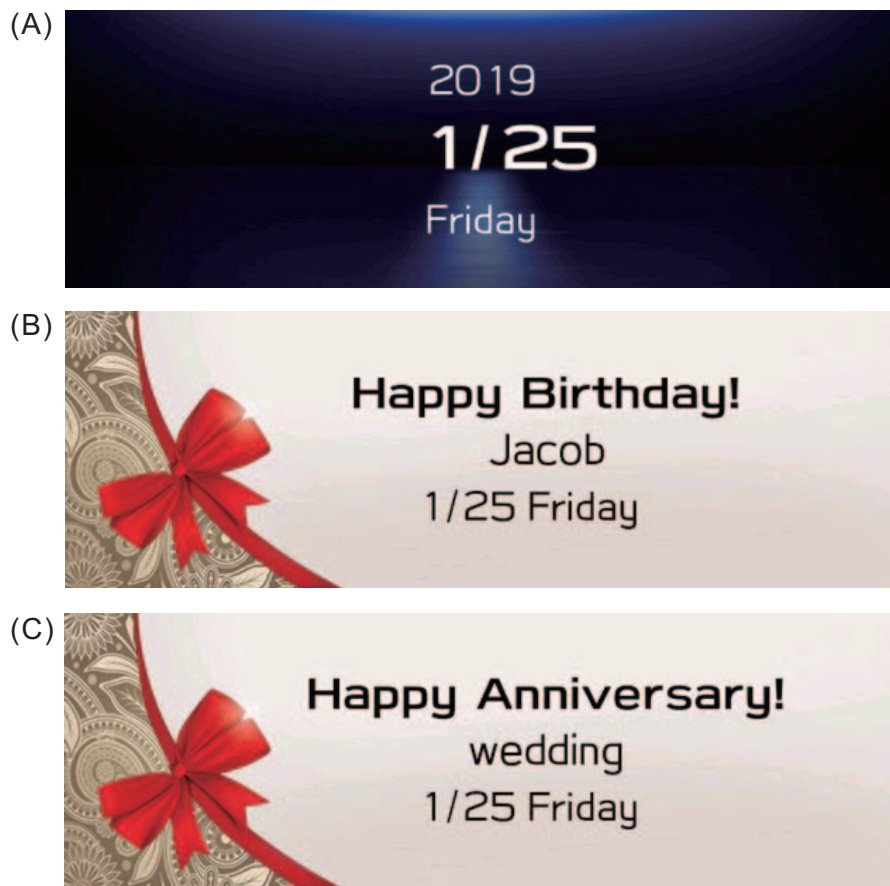 (A)
2019
1/25
Friday
(B)
Happy Birthday!
Jacob
1/25 Friday
(C)
Happy Anniversary!
wedding
1/25 Friday